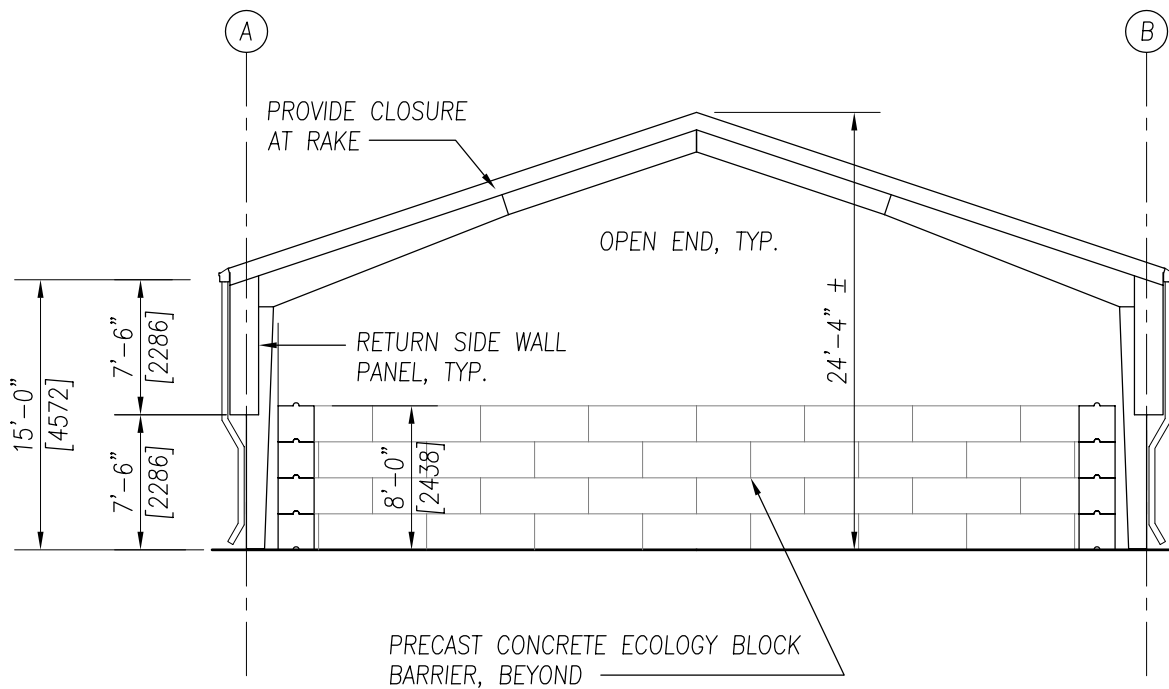 A
B
PROVIDE CLOSURE
AT RAKE
OPEN END, TYP.
15'-0"
[4572]
7'-6"
[2286]
7'-6"
[2286]
RETURN SIDE WALL
PANEL, TYP.
24'-4" ±
8'-0"
[2438]
PRECAST CONCRETE ECOLOGY BLOCK
BARRIER, BEYOND